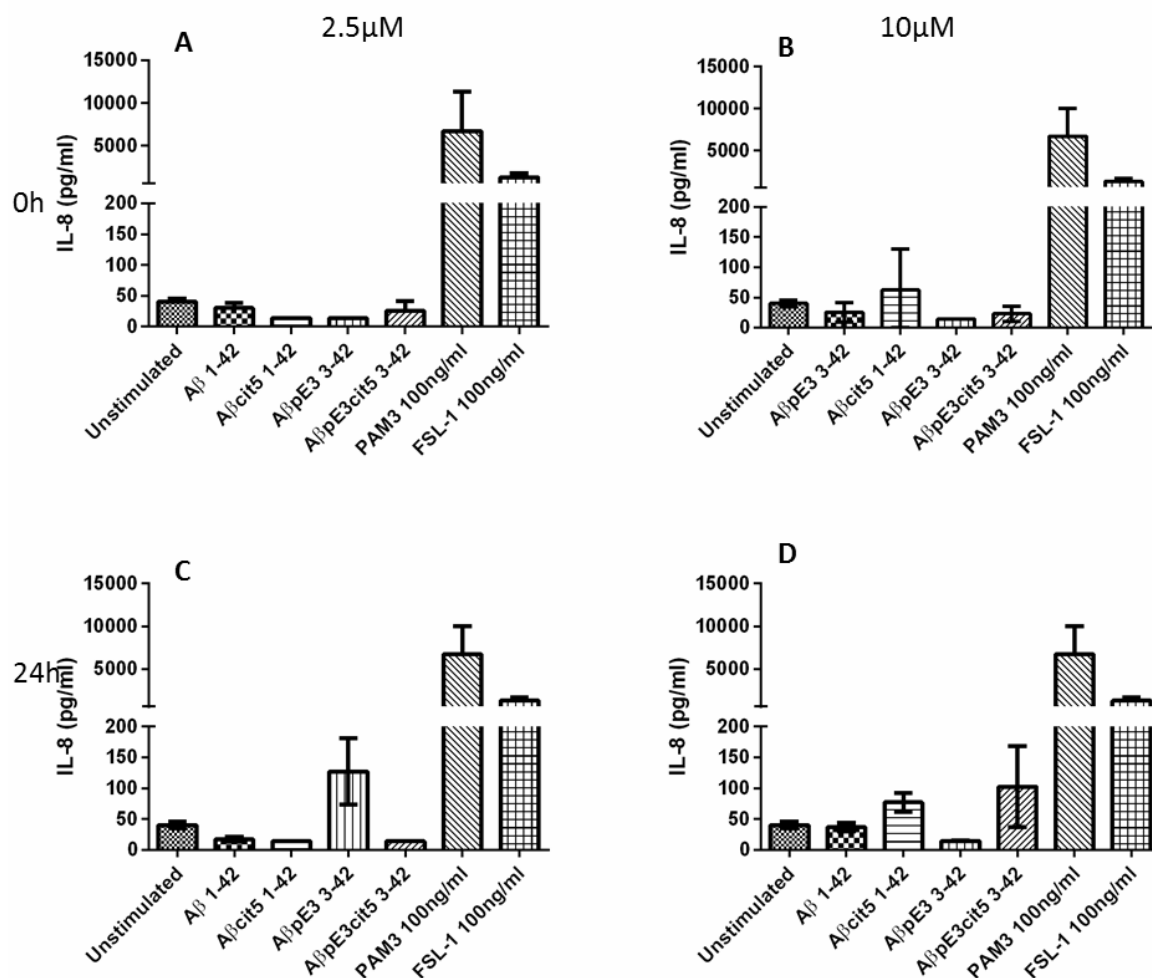 2.5µM
10µM
0h
24h
A
IL-8 (pg/ml)
15000
10000
5000
200
150
100
50
0
Unstimulated
Aβ 1-42
Aβcit5 1-42
AβpE3 3-42
AβpE3cit5 3-42
PAM3 100ng/ml
FSL-1 100ng/ml
B
IL-8 (pg/ml)
15000
10000
5000
200
150
100
50
0
Unstimulated
AβpE3 3-42
Aβcit5 1-42
AβpE3 3-42
AβpE3cit5 3-42
PAM3 100ng/ml
FSL-1 100ng/ml
C
IL-8 (pg/ml)
15000
10000
5000
200
150
100
50
0
Unstimulated
Aβ 1-42
Aβcit5 1-42
AβpE3 3-42
AβpE3cit5 3-42
PAM3 100ng/ml
FSL-1 100ng/ml
D
IL-8 (pg/ml)
15000
10000
5000
200
150
100
50
0
Unstimulated
Aβ 1-42
Aβcit5 1-42
AβpE3 3-42
AβpE3cit5 3-42
PAM3 100ng/ml
FSL-1 100ng/ml